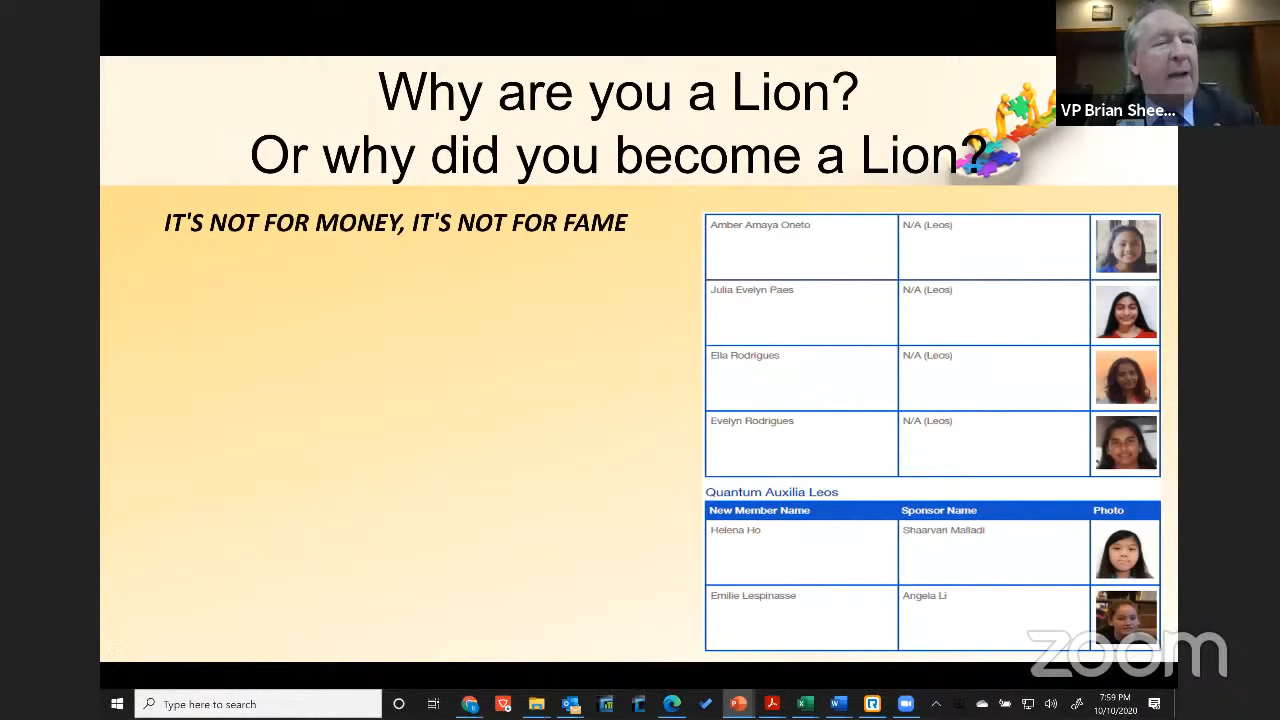 Why are you a Lion?
Or why did you become a Lion?
VP Brian Shee...
IT'S NOT FOR MONEY, IT'S NOT FOR FAME
Amber Amaya Oneto N/A (Leos)
Julia Evelyn Paes N/A (Leos)
Ella Rodrigues N/A (Leos)
Evelyn Rodrigues N/A (Leos)
Quantum Auxilia Leos
New Member Name Sponsor Name Photo
Helena Ho Shaarvari Malladi
Emilie Lespinasse Angela Li
zoom
Type here to search
7:59 PM
10/10/2020